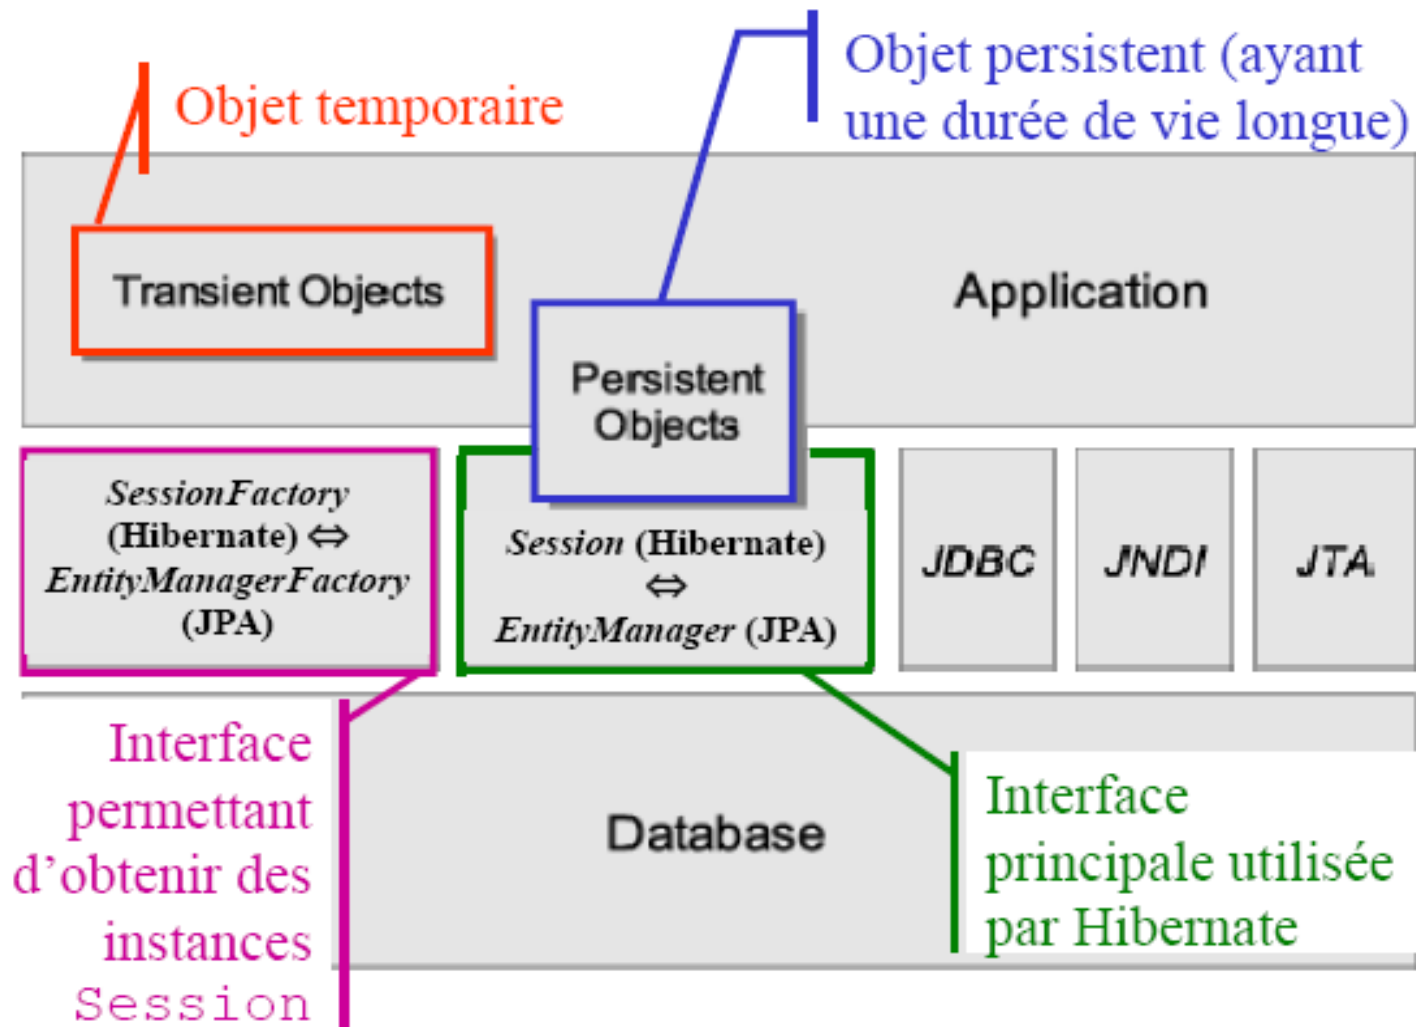 Objet temporaire
Objet persistent (ayant
une durée de vie longue)
Transient Objects
Application
Persistent
Objects
SessionFactory
(Hibernate) ⇔
EntityManagerFactory
(JPA)
Session (Hibernate)
⇔
EntityManager (JPA)
JDBC
JNDI
JTA
Interface
permettant
d’obtenir des
instances
Session
Database
Interface
principale utilisée
par Hibernate